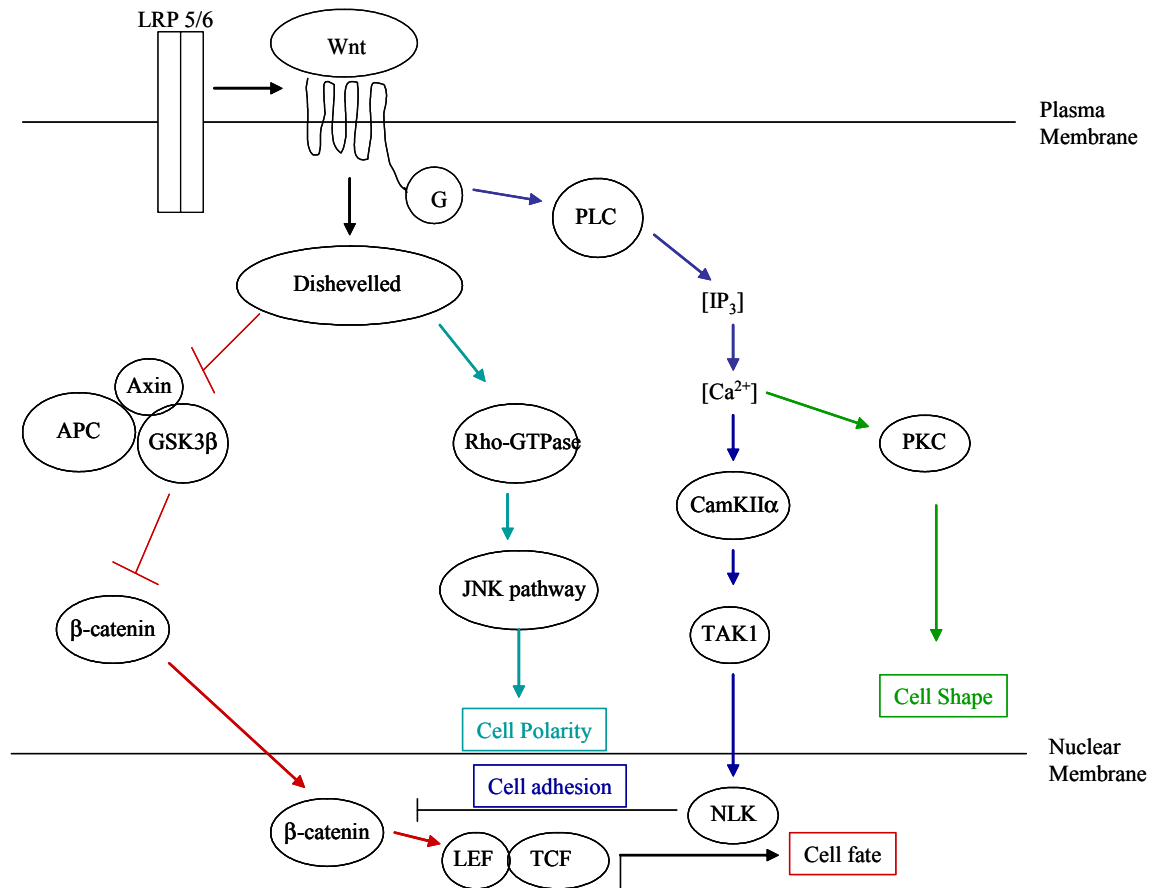 LRP 5/6
Wnt
Plasma
Membrane
G
PLC
Dishevelled
[IP₃]
Axin
[Ca²⁺]
APC
GSK3β
Rho-GTPase
PKC
CamKIIα
JNK pathway
β-catenin
TAK1
Cell Shape
Cell Polarity
Nuclear
Membrane
Cell adhesion
NLK
β-catenin
LEF
TCF
Cell fate